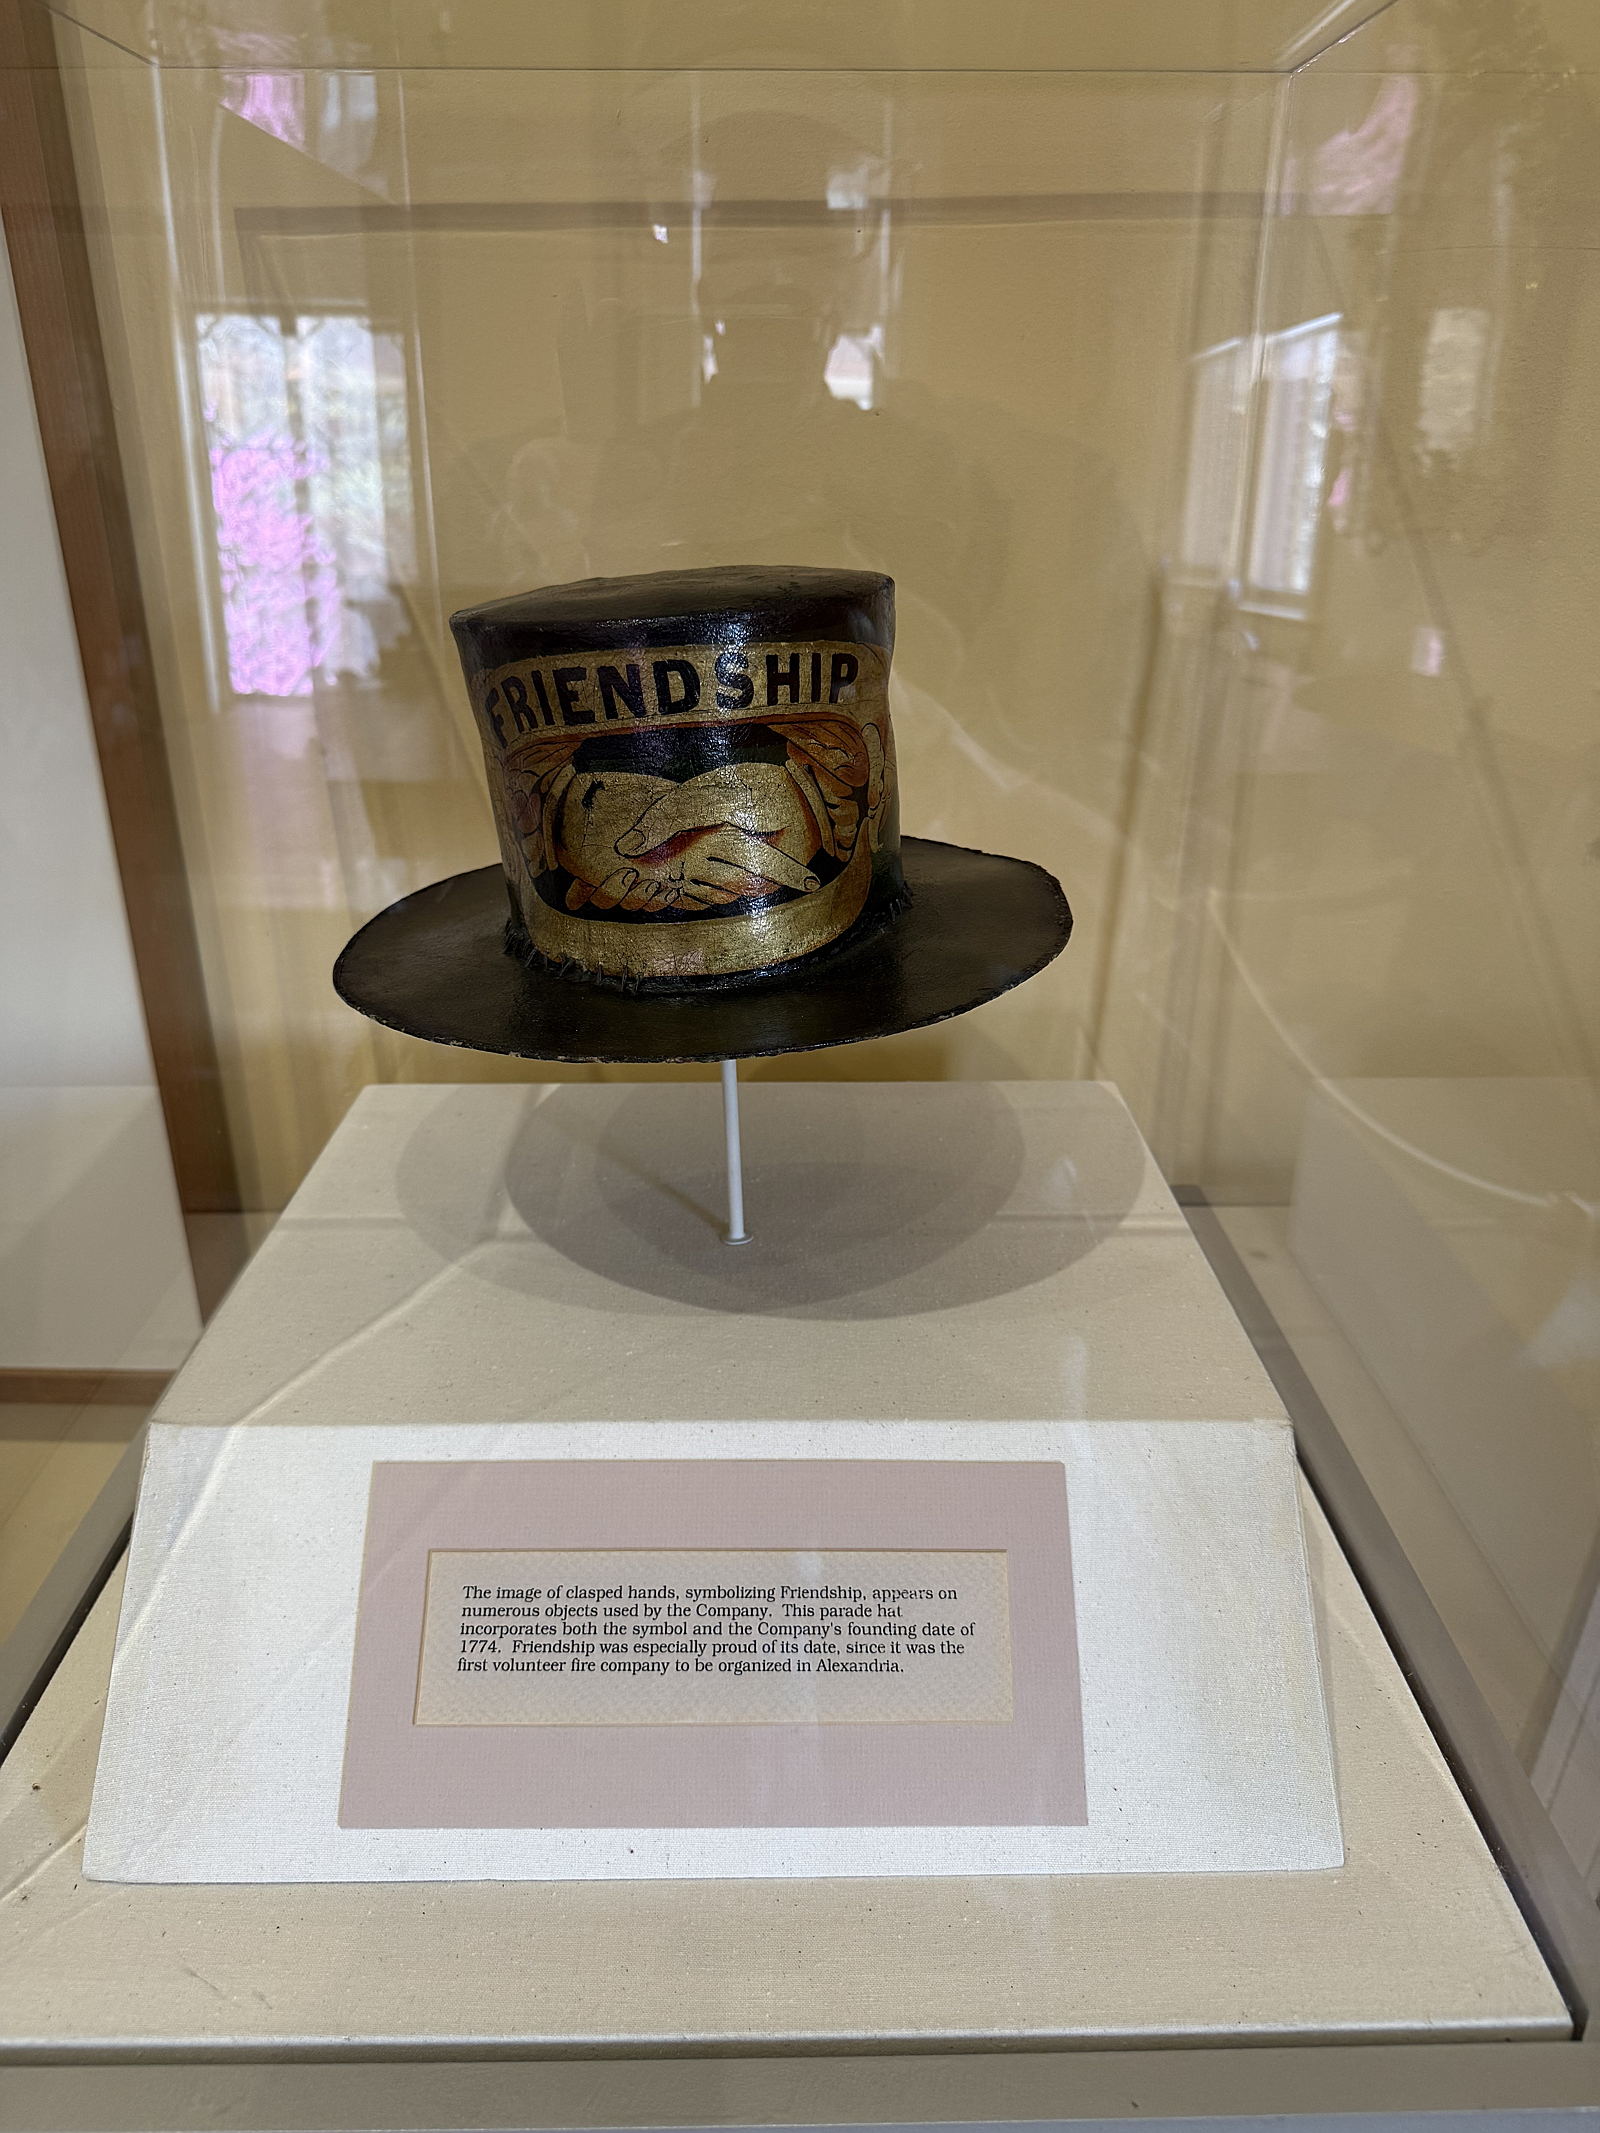 FRIENDSHIP
The image of clasped hands, symbolizing Friendship, appears on
numerous objects used by the Company. This parade hat
incorporates both the symbol and the Company's founding date of
1774. Friendship was especially proud of its date, since it was the
first volunteer fire company to be organized in Alexandria.